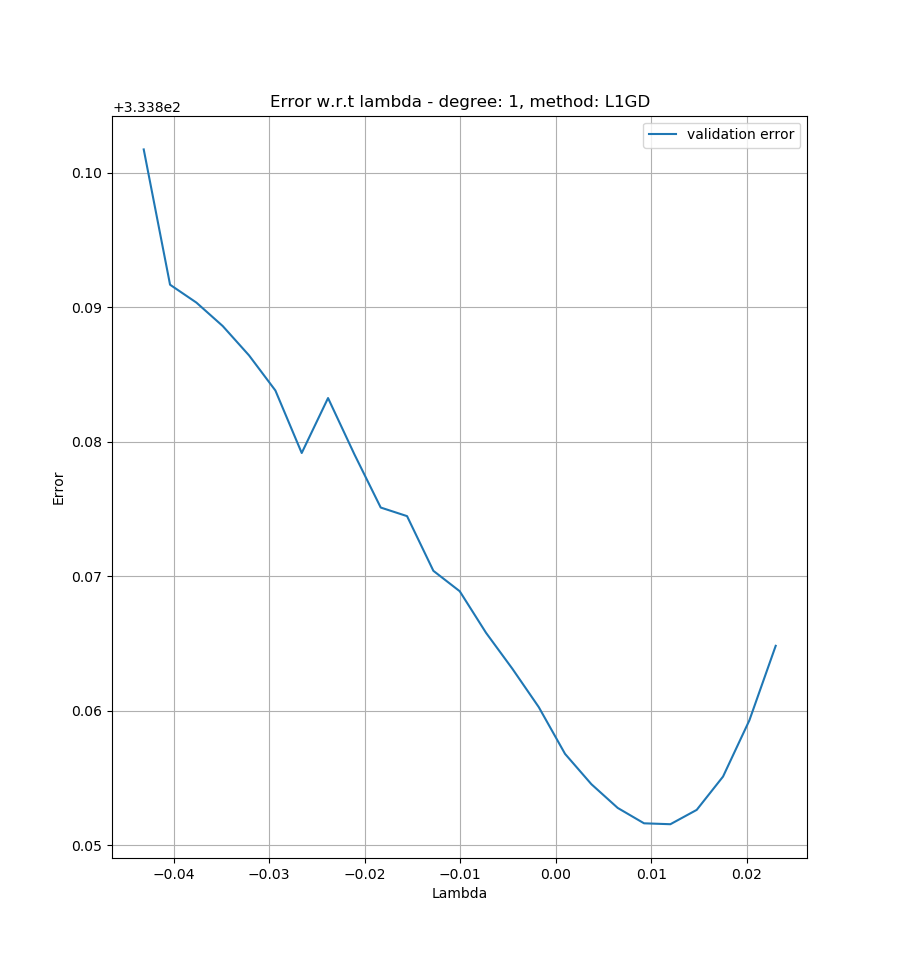 Error w.r.t lambda - degree: 1, method: L1GD
+3.338e2
validation error
0.10
0.09
0.08
0.07
0.06
0.05
Error
−0.04 −0.03 −0.02 −0.01 0.00 0.01 0.02
Lambda